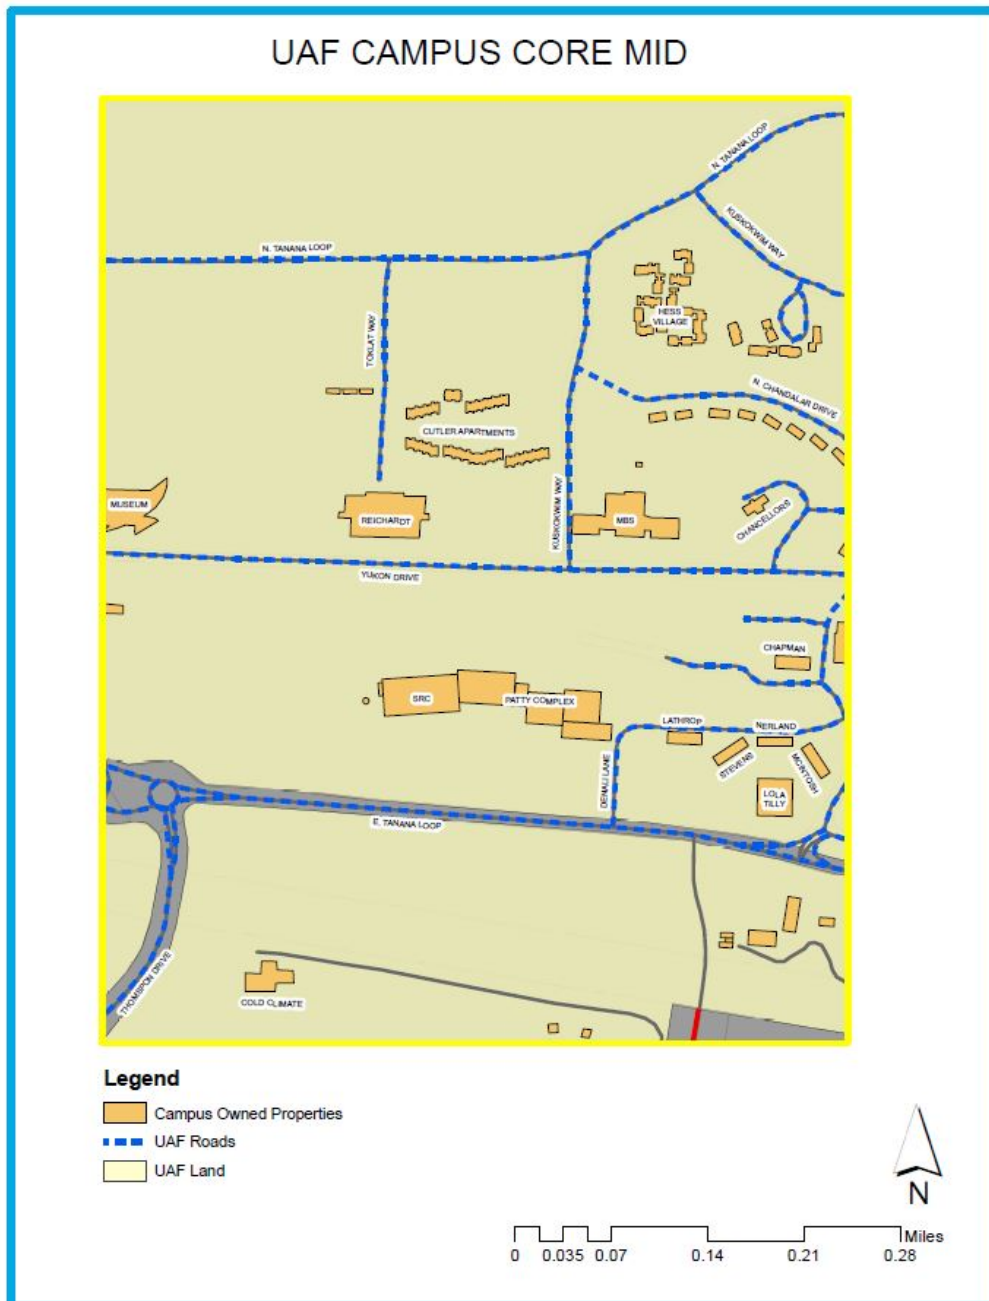 UAF CAMPUS CORE MID
N. TANANA LOOP
KUSKOKWIM WAY
N. TANANA LOOP
HESS
VILLAGE
TOKLAT WAY
N. CHANDALAR DRIVE
CUTLER APARTMENTS
MUSEUM
REICHARDT
KUSKOKWIM WAY
MBS
CHANCELLORS
YUKON DRIVE
CHAPMAN
SRC
PATTY COMPLEX
LATHROP
NERLAND
STEVENS
MCINTOSH
DENALI LANE
LOLA
TILLY
E. TANANA LOOP
THOMSPON DRIVE
COLD CLIMATE
Legend
Campus Owned Properties
UAF Roads
UAF Land
N
Miles
0 0.035 0.07 0.14 0.21 0.28